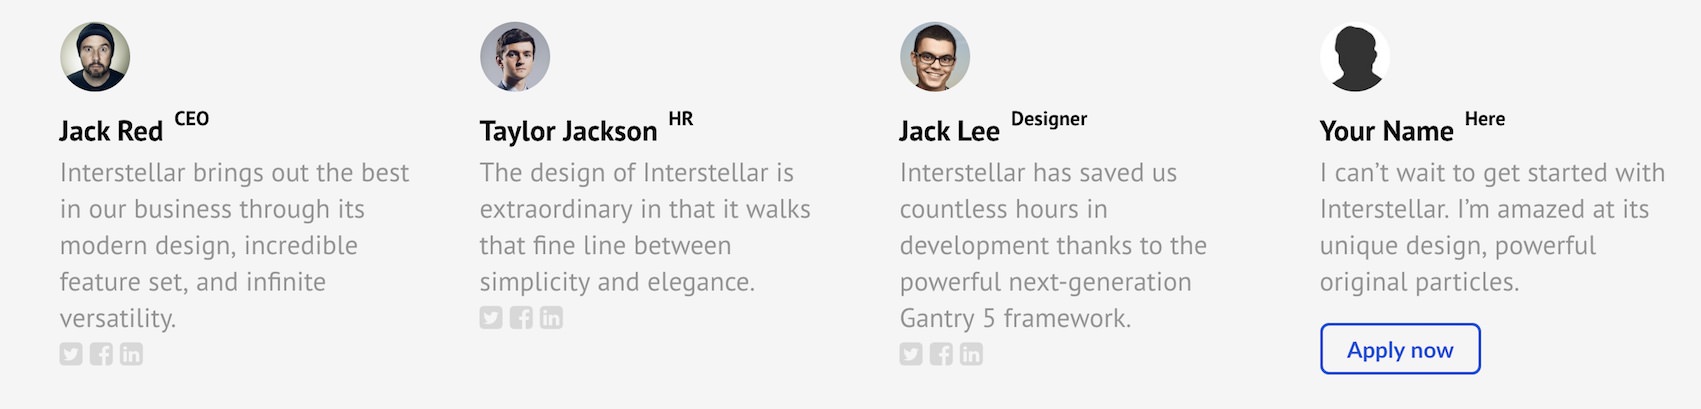 Jack Red CEO
Interstellar brings out the best
in our business through its
modern design, incredible
feature set, and infinite
versatility.
Taylor Jackson HR
The design of Interstellar is
extraordinary in that it walks
that fine line between
simplicity and elegance.
Jack Lee Designer
Interstellar has saved us
countless hours in
development thanks to the
powerful next-generation
Gantry 5 framework.
Your Name Here
I can’t wait to get started with
Interstellar. I’m amazed at its
unique design, powerful
original particles.
Apply now